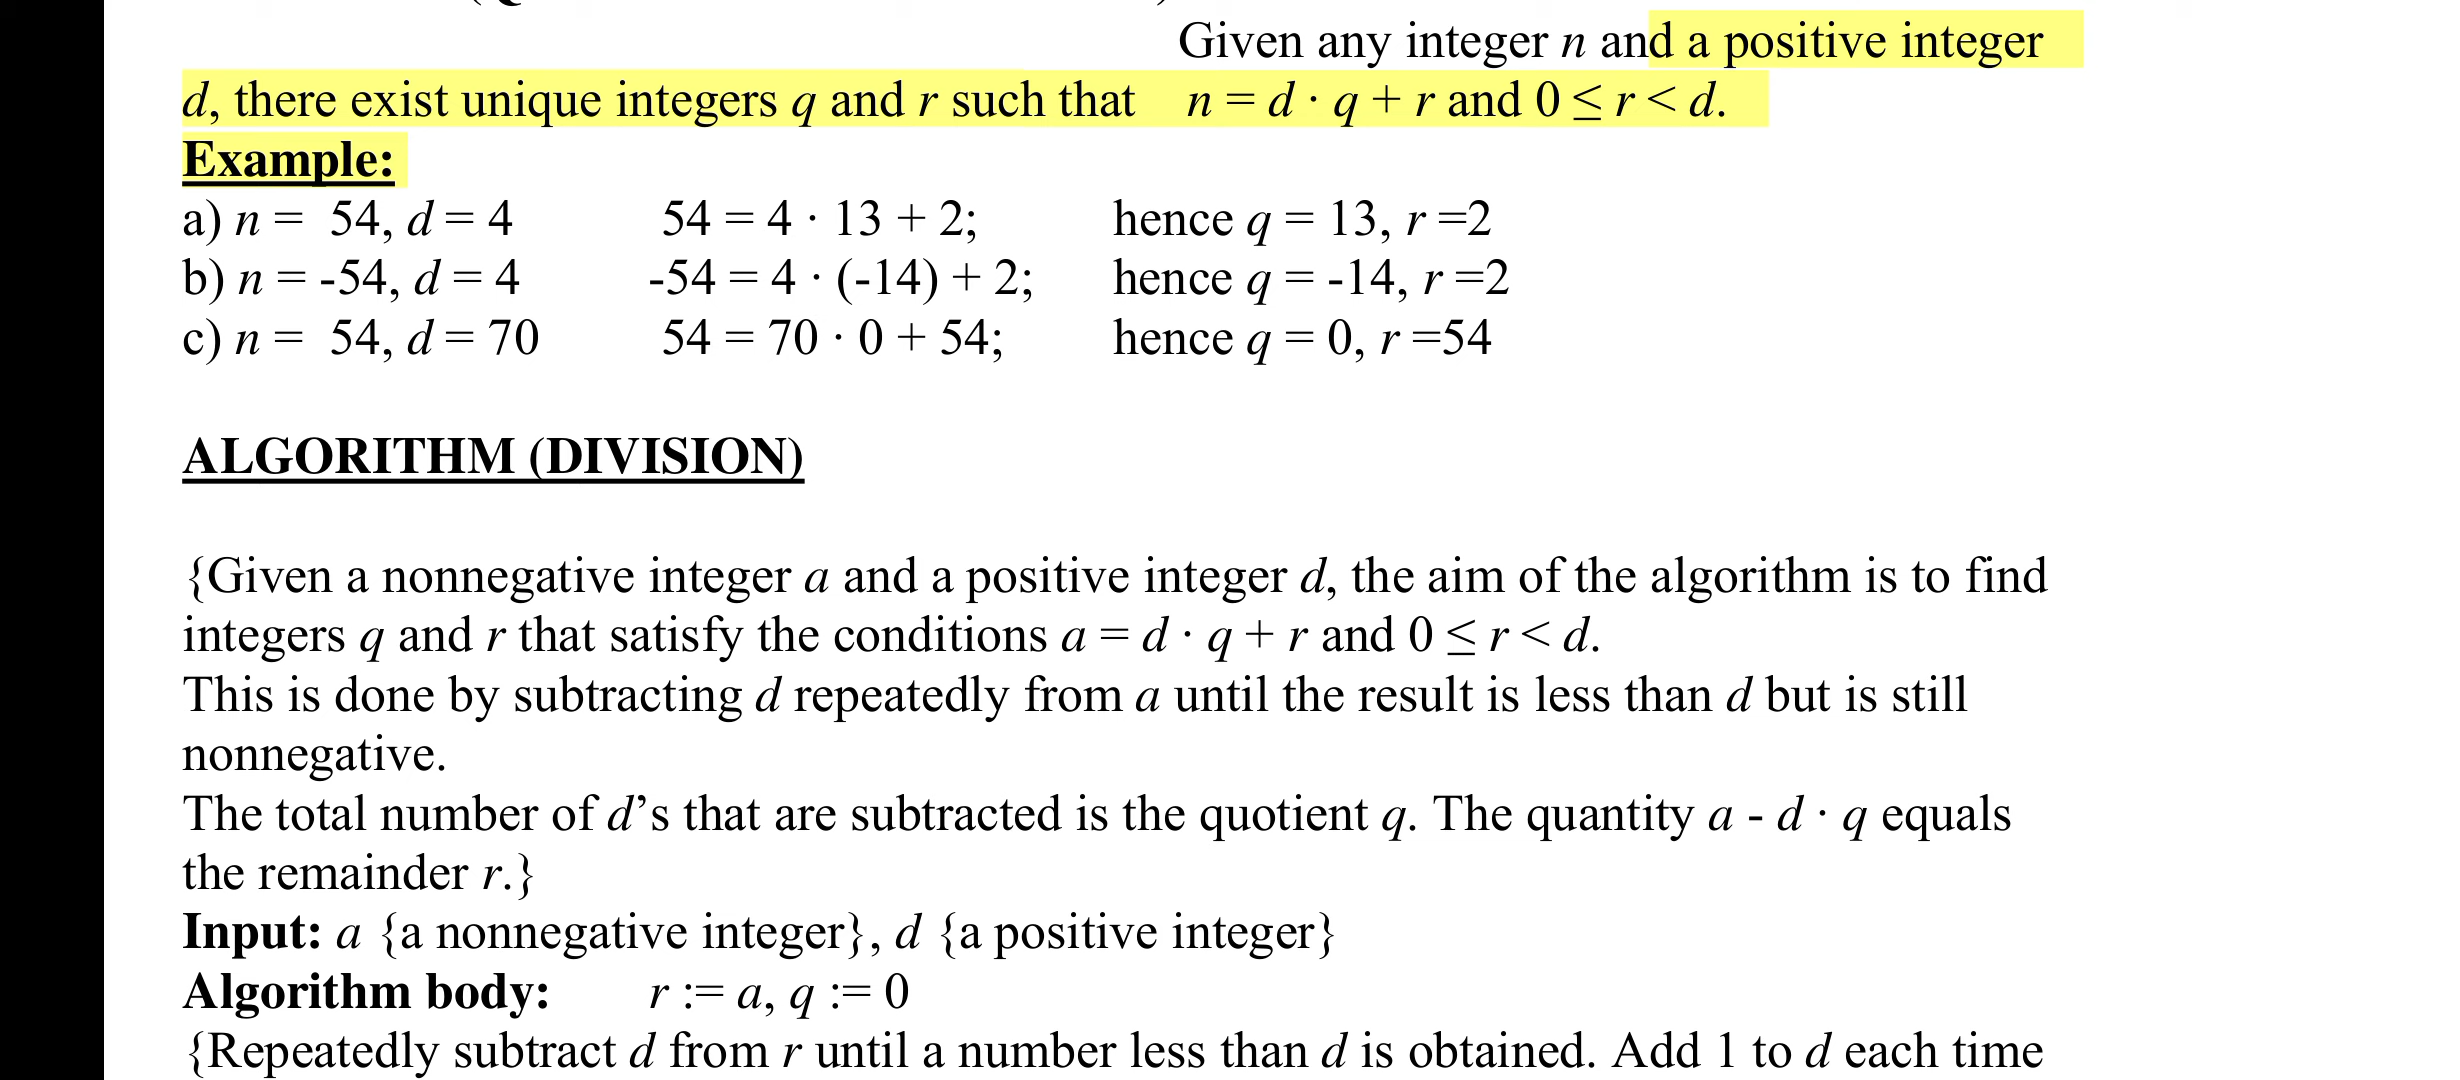 Given any integer n and a positive integer
d, there exist unique integers q and r such that n = d · q + r and 0 ≤ r < d.
Example:
a) n = 54, d = 4 54 = 4 · 13 + 2; hence q = 13, r =2
b) n = -54, d = 4 -54 = 4 · (-14) + 2; hence q = -14, r =2
c) n = 54, d = 70 54 = 70 · 0 + 54; hence q = 0, r =54
ALGORITHM (DIVISION)
{Given a nonnegative integer a and a positive integer d, the aim of the algorithm is to find
integers q and r that satisfy the conditions a = d · q + r and 0 ≤ r < d.
This is done by subtracting d repeatedly from a until the result is less than d but is still
nonnegative.
The total number of d’s that are subtracted is the quotient q. The quantity a - d · q equals
the remainder r.}
Input: a {a nonnegative integer}, d {a positive integer}
Algorithm body: r := a, q := 0
{Repeatedly subtract d from r until a number less than d is obtained. Add 1 to d each time